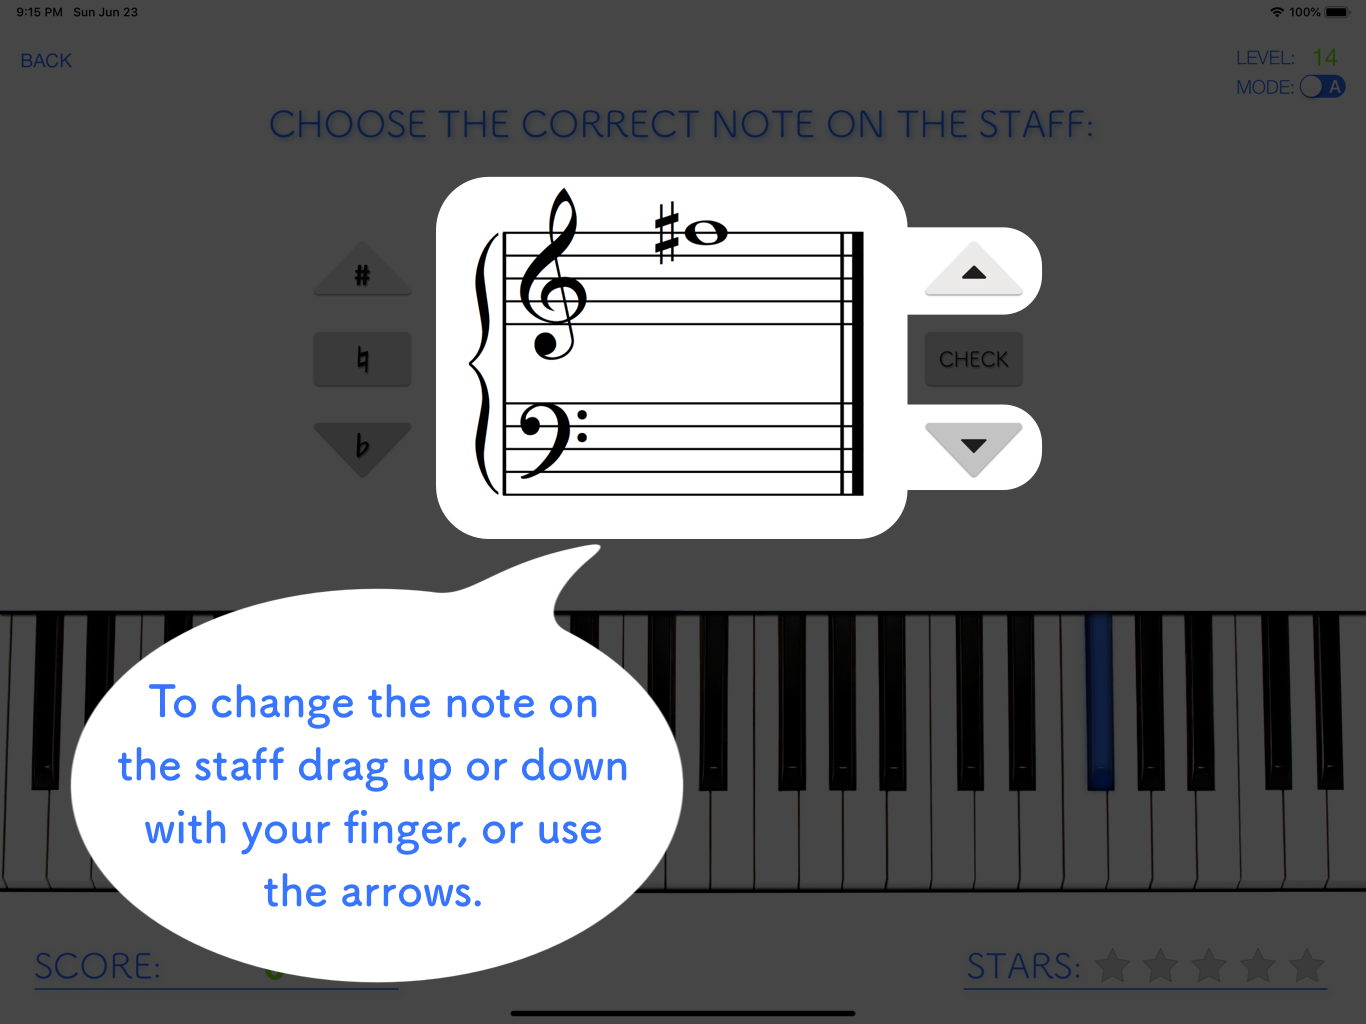 9:15 PM Sun Jun 23
100%
BACK
LEVEL: 14
MODE: A
CHOOSE THE CORRECT NOTE ON THE STAFF:
CHECK
To change the note on
the staff drag up or down
with your finger, or use
the arrows.
SCORE:
STARS: